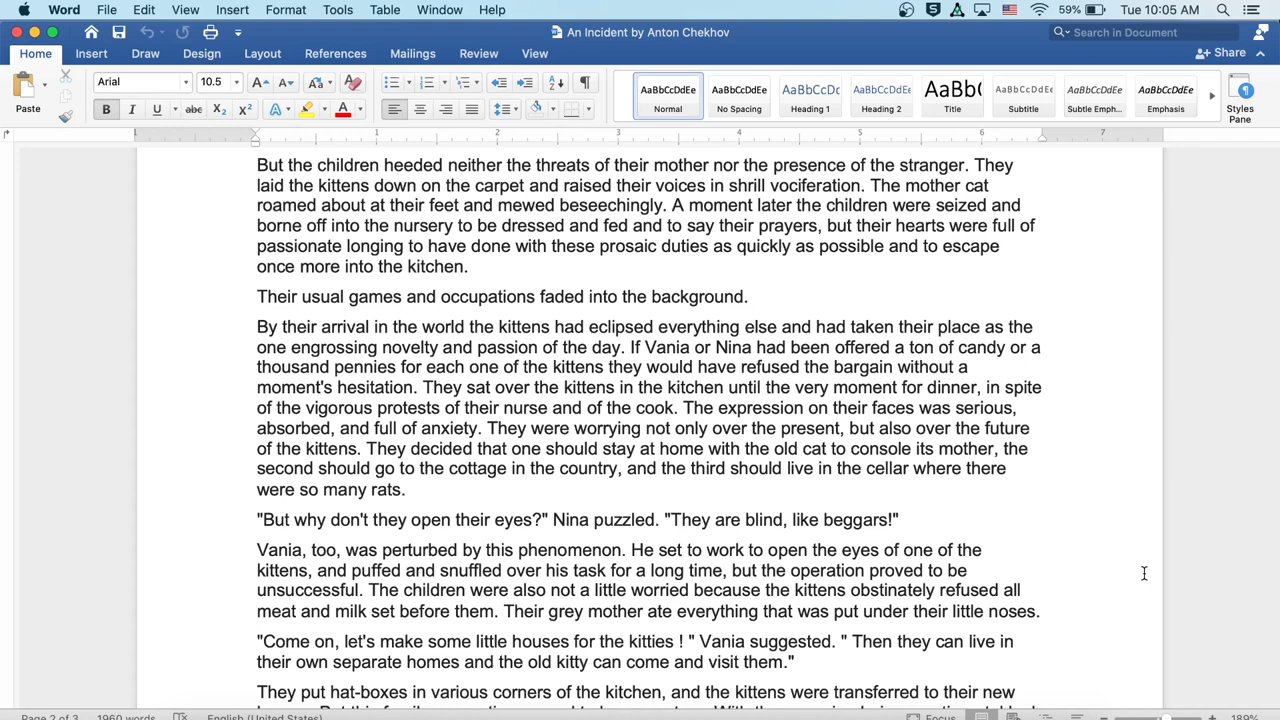 Word File Edit View Insert Format Tools Table Window Help 59% Tue 10:05 AM
An Incident by Anton Chekhov Search in Document
Home Insert Draw Design Layout References Mailings Review View Share
Paste Arial 10.5 AaBbCcDdEe AaBbCcDdEe AaBbCcDc AaBbCcDdEe AaBb( AaBbCcDdEe AaBbCcDdEe AaBbCcDdEe
B I U abc X₂ X² A A Normal No Spacing Heading 1 Heading 2 Title Subtitle Subtle Emph... Emphasis Styles Pane
1 1 2 3 4 5 6 7
But the children heeded neither the threats of their mother nor the presence of the stranger. They
laid the kittens down on the carpet and raised their voices in shrill vociferation. The mother cat
roamed about at their feet and mewed beseechingly. A moment later the children were seized and
borne off into the nursery to be dressed and fed and to say their prayers, but their hearts were full of
passionate longing to have done with these prosaic duties as quickly as possible and to escape
once more into the kitchen.
Their usual games and occupations faded into the background.
By their arrival in the world the kittens had eclipsed everything else and had taken their place as the
one engrossing novelty and passion of the day. If Vania or Nina had been offered a ton of candy or a
thousand pennies for each one of the kittens they would have refused the bargain without a
moment's hesitation. They sat over the kittens in the kitchen until the very moment for dinner, in spite
of the vigorous protests of their nurse and of the cook. The expression on their faces was serious,
absorbed, and full of anxiety. They were worrying not only over the present, but also over the future
of the kittens. They decided that one should stay at home with the old cat to console its mother, the
second should go to the cottage in the country, and the third should live in the cellar where there
were so many rats.
"But why don't they open their eyes?" Nina puzzled. "They are blind, like beggars!"
Vania, too, was perturbed by this phenomenon. He set to work to open the eyes of one of the
kittens, and puffed and snuffled over his task for a long time, but the operation proved to be
unsuccessful. The children were also not a little worried because the kittens obstinately refused all
meat and milk set before them. Their grey mother ate everything that was put under their little noses.
"Come on, let's make some little houses for the kitties ! " Vania suggested. " Then they can live in
their own separate homes and the old kitty can come and visit them."
They put hat-boxes in various corners of the kitchen, and the kittens were transferred to their new
Page 2 of 3 1960 words English (United States) Focus 189%